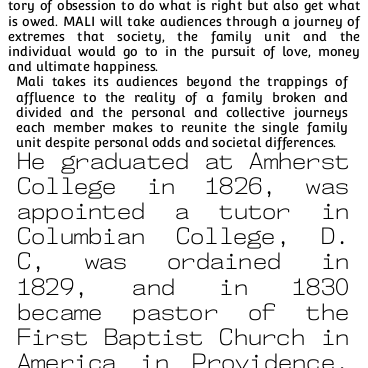 tory of obsession to do what is right but also get what
is owed. MALI will take audiences through a journey of
extremes that society, the family unit and the
individual would go to in the pursuit of love, money
and ultimate happiness.
Mali takes its audiences beyond the trappings of
affluence to the reality of a family broken and
divided and the personal and collective journeys
each member makes to reunite the single family
unit despite personal odds and societal differences.
He graduated at Amherst
College in 1826, was
appointed a tutor in
Columbian College, D.
C, was ordained in
1829, and in 1830
became pastor of the
First Baptist Church in
America in Providence,